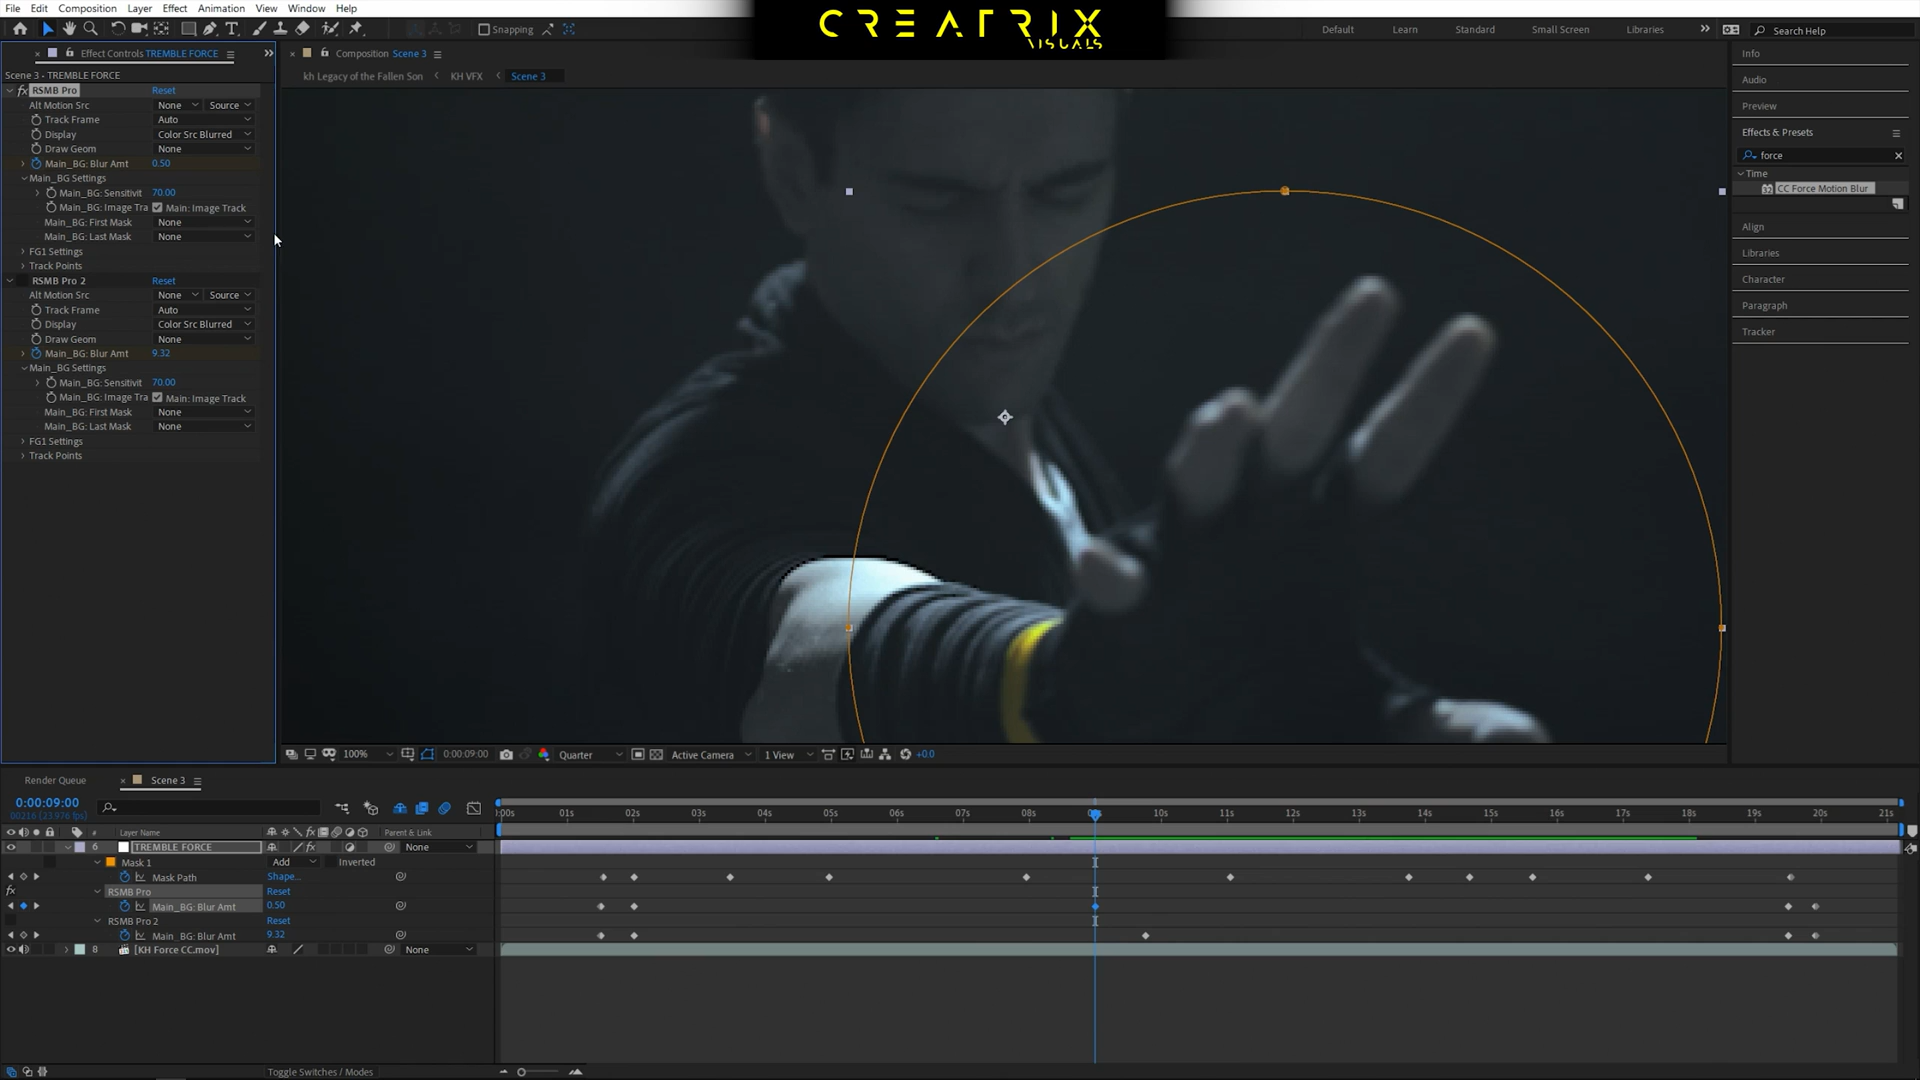 File Edit Composition Layer Effect Animation View Window Help
CREATRIX
VISUALS
Snapping
Default Learn Standard Small Screen Libraries Search Help
Effect Controls TREMBLE FORCE
Composition Scene 3
Info
Scene 3 • TREMBLE FORCE
kh Legacy of the Fallen Son KH VFX Scene 3
Audio
Preview
Effects & Presets
force
Time
CC Force Motion Blur
Align
Libraries
Character
Paragraph
Tracker
RSMB Pro Reset
Alt Motion Src None Source
Track Frame Auto
Display Color Src Blurred
Draw Geom None
Main_BG: Blur Amt 0.50
Main_BG Settings
Main_BG: Sensitivit 70.00
Main_BG: Image Tra Main: Image Track
Main_BG: First Mask None
Main_BG: Last Mask None
FG1 Settings
Track Points
RSMB Pro 2 Reset
Alt Motion Src None Source
Track Frame Auto
Display Color Src Blurred
Draw Geom None
Main_BG: Blur Amt 9.32
Main_BG Settings
Main_BG: Sensitivit 70.00
Main_BG: Image Tra Main: Image Track
Main_BG: First Mask None
Main_BG: Last Mask None
FG1 Settings
Track Points
100% 0:00:09:00 Quarter Active Camera 1 View +0.0
Render Queue Scene 3
0:00:09:00
00216 (23.976 fps)
:00s 01s 02s 03s 04s 05s 06s 07s 08s 10s 11s 12s 13s 14s 15s 16s 17s 18s 19s 20s 21s
# Layer Name Parent & Link
6 TREMBLE FORCE None
Mask 1 Add Inverted
Mask Path Shape...
RSMB Pro Reset
Main_BG: Blur Amt 0.50
RSMB Pro 2 Reset
Main_BG: Blur Amt 9.32
8 [KH Force CC.mov] None
Toggle Switches / Modes